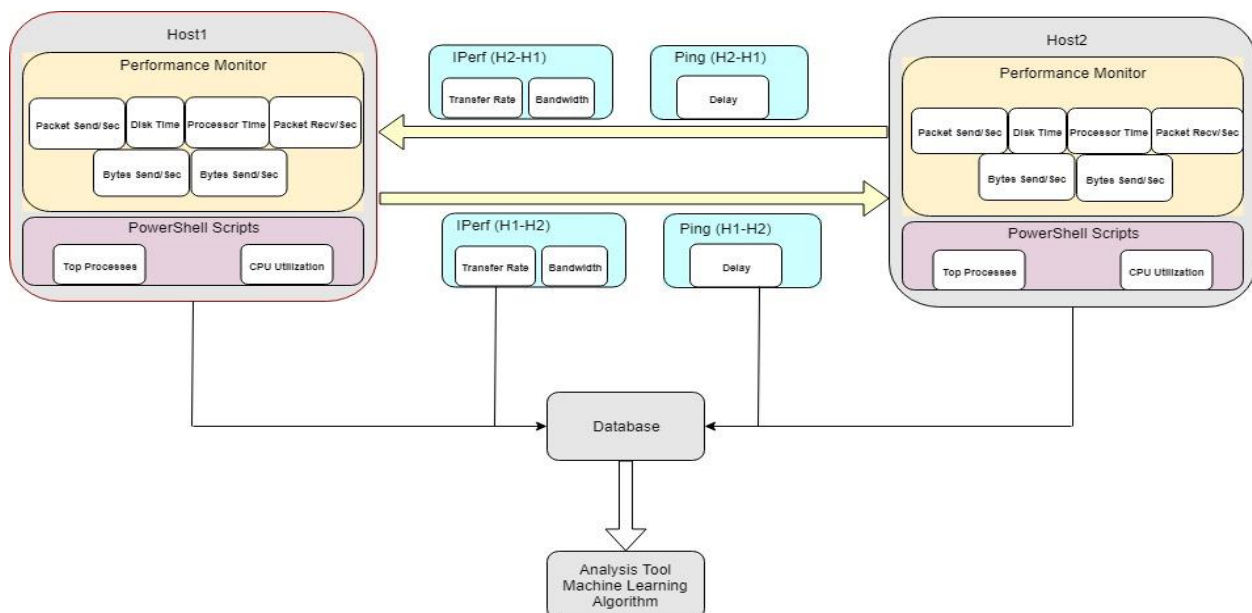 Host1
Performance Monitor
Packet Send/Sec
Disk Time
Processor Time
Packet Recv/Sec
Bytes Send/Sec
Bytes Send/Sec
PowerShell Scripts
Top Processes
CPU Utilization
IPerf (H2-H1)
Transfer Rate
Bandwidth
Ping (H2-H1)
Delay
IPerf (H1-H2)
Transfer Rate
Bandwidth
Ping (H1-H2)
Delay
Host2
Performance Monitor
Packet Send/Sec
Disk Time
Processor Time
Packet Recv/Sec
Bytes Send/Sec
Bytes Send/Sec
PowerShell Scripts
Top Processes
CPU Utilization
Database
Analysis Tool
Machine Learning
Algorithm